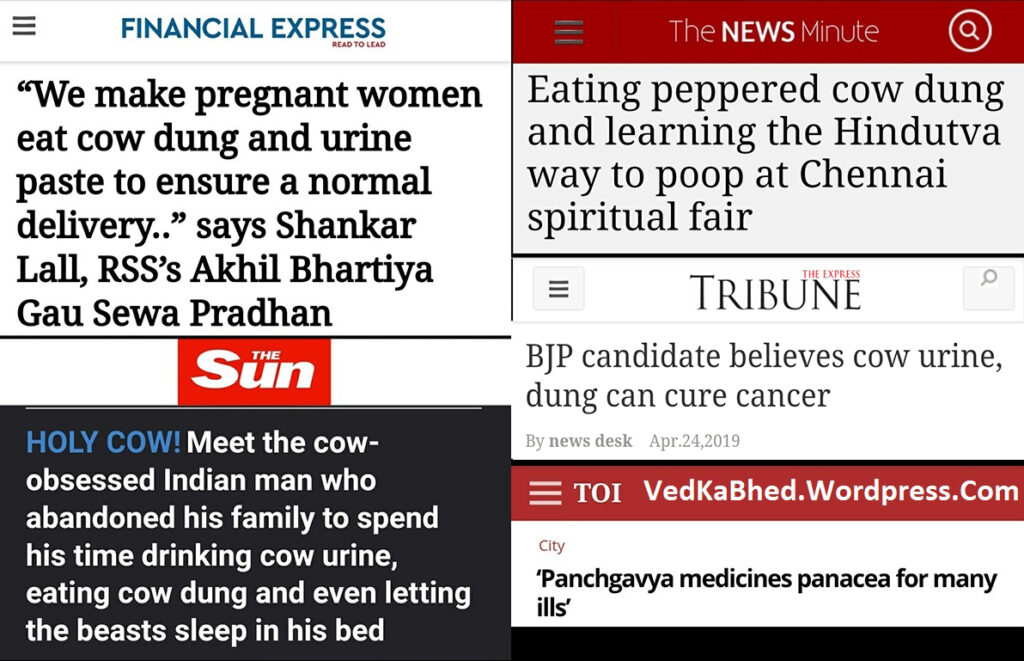 FINANCIAL EXPRESS
READ TO LEAD
“We make pregnant women
eat cow dung and urine
paste to ensure a normal
delivery..” says Shankar
Lall, RSS’s Akhil Bhartiya
Gau Sewa Pradhan
THE
Sun
HOLY COW! Meet the cow-
obsessed Indian man who
abandoned his family to spend
his time drinking cow urine,
eating cow dung and even letting
the beasts sleep in his bed
The NEWS Minute
Eating peppered cow dung
and learning the Hindutva
way to poop at Chennai
spiritual fair
THE EXPRESS
TRIBUNE
BJP candidate believes cow urine,
dung can cure cancer
By news desk Apr.24,2019
TOI VedKaBhed.Wordpress.Com
City
‘Panchgavya medicines panacea for many
ills’